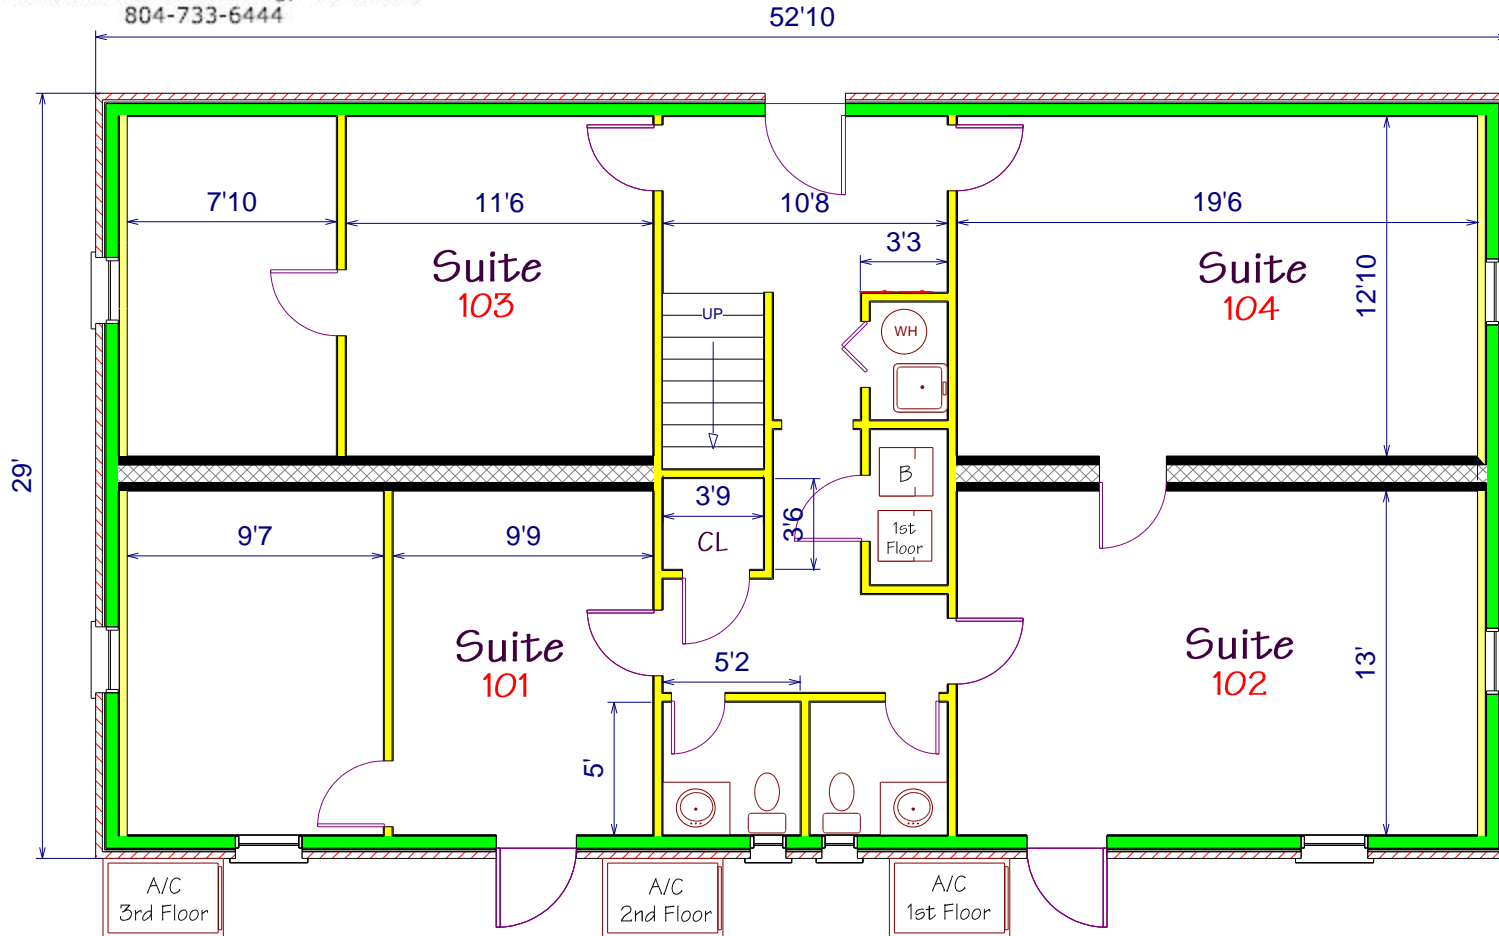 804-733-6444
52'10
7'10
11'6
10'8
19'6
3'3
Suite
103
Suite
104
12'10
UP
WH
29'
B
3'9
3'6
1st
Floor
CL
9'7
9'9
Suite
101
5'2
Suite
102
13'
5'
A/C
3rd Floor
A/C
2nd Floor
A/C
1st Floor